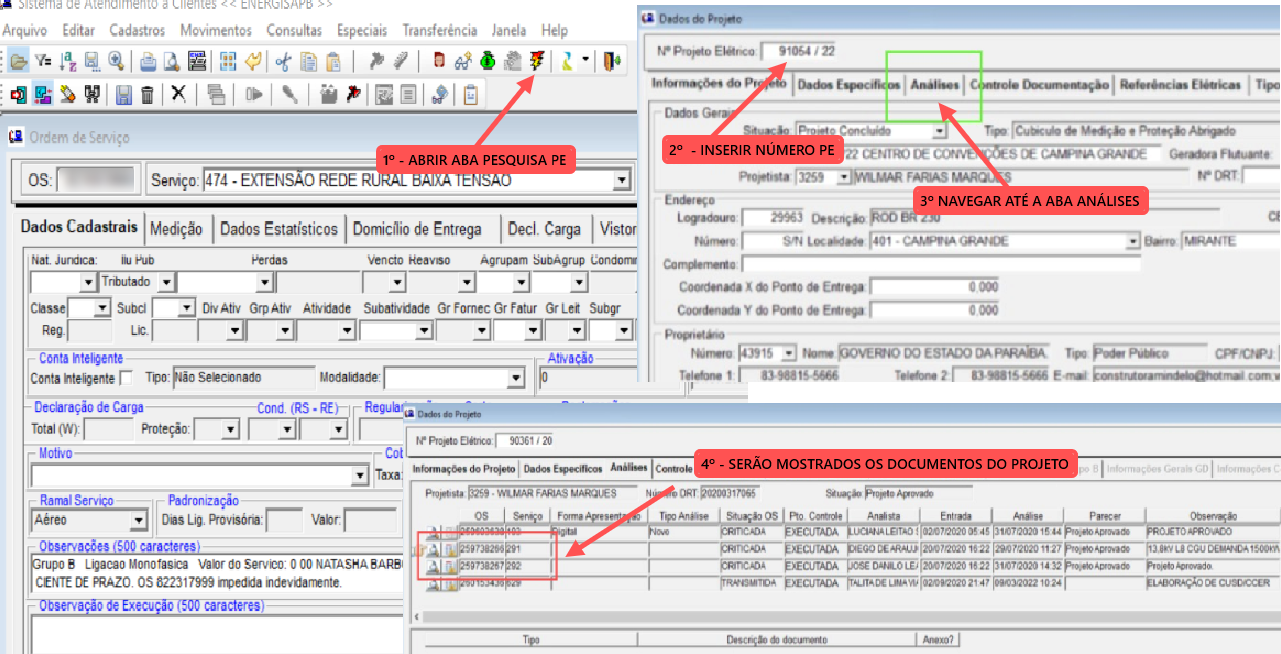 Sistema de Atendimento a Clientes << ENERGISAPB >>
Arquivo Editar Cadastros Movimentos Consultas Especiais Transferência Janela Help
1º - ABRIR ABA PESQUISA PE
Ordem de Serviço
OS: Serviço: 474 - EXTENSÃO REDE RURAL BAIXA TENSÃO
Dados Cadastrais Medição Dados Estatísticos Domicílio de Entrega Decl. Carga Vistor
Nat. Jurídica: Ilu Pub Perdas Vencto Reaviso Agrupam SubAgrup Condomr
Tributado
Classe Subcl Div Ativ Grp Ativ Atividade Subatividade Gr Fornec Gr Fatur Gr Leit Subgr
Reg. Lic.
Conta Inteligente Ativação
Conta Inteligente Tipo: Não Selecionado Modalidade: 0
Declaração de Carga Cond. (RS - RE) Regular
Total (W): Proteção:
Motivo Cob
Taxa:
Ramal Serviço Padronização
Aéreo Dias Lig. Provisória: Valor:
Observações (500 caracteres)
Grupo B Ligacao Monofasica Valor do Servico: 0 00 NATASHA BARB
CIENTE DE PRAZO. OS 822317999 impedida indevidamente.
Observação de Execução (500 caracteres)
Dados do Projeto
Nº Projeto Elétrico: 91054 / 22
Informações do Projeto Dados Específicos Análises Controle Documentação Referências Elétricas Tipo
Dados Gerais
Situação: Projeto Concluído Tipo: Cubículo de Medição e Proteção Abrigado
2º - INSERIR NÚMERO PE
22 CENTRO DE CONVENÇÕES DE CAMPINA GRANDE Geradora Flutuante:
Projetista: 3259 WILMAR FARIAS MARQUES Nº DRT:
3º NAVEGAR ATÉ A ABA ANÁLISES
Endereço
Logradouro: 29963 Descrição: ROD BR 230 CE
Número: S/N Localidade: 401 - CAMPINA GRANDE Bairro: MIRANTE
Complemento:
Coordenada X do Ponto de Entrega: 0,000
Coordenada Y do Ponto de Entrega: 0,000
Proprietário
Número: 43915 Nome: GOVERNO DO ESTADO DA PARAÍBA. Tipo: Poder Público CPF/CNPJ:
Telefone 1: 83-98815-5666 Telefone 2: 83-98815-5666 E-mail: construtoramindelo@hotmail.com;w
Dados do Projeto
Nº Projeto Elétrico: 90361 / 20
4º - SERÃO MOSTRADOS OS DOCUMENTOS DO PROJETO
Informações do Projeto Dados Específicos Análises Controle po B Informações Gerais GD Informações C
Projetista: 3259 - WILMAR FARIAS MARQUES Número DRT: 20200317065 Situação: Projeto Aprovado
OS Serviço Forma Apresentação Tipo Análise Situação OS Pto. Controle Analista Entrada Análise Parecer Observação
Digital Novo CRITICADA EXECUTADA LUCIANA LEITAO 02/07/2020 05:45 31/07/2020 15:44 Projeto Aprovado PROJETO APROVADO
259738266 291 CRITICADA EXECUTADA DIEGO DE ARAUJ 20/07/2020 16:22 29/07/2020 11:27 Projeto Aprovado 13,8KV L8 CGU DEMANDA 1500KW
259738267 292 CRITICADA EXECUTADA JOSE DANILO LE 20/07/2020 16:22 31/07/2020 14:32 Projeto Aprovado Projeto Aprovado.
TRANSMITIDA EXECUTADA TALITA DE LIMA 02/09/2020 21:47 09/03/2022 10:24 ELABORAÇÃO DE CUSD/CCER
Tipo Descrição do documento Anexo?